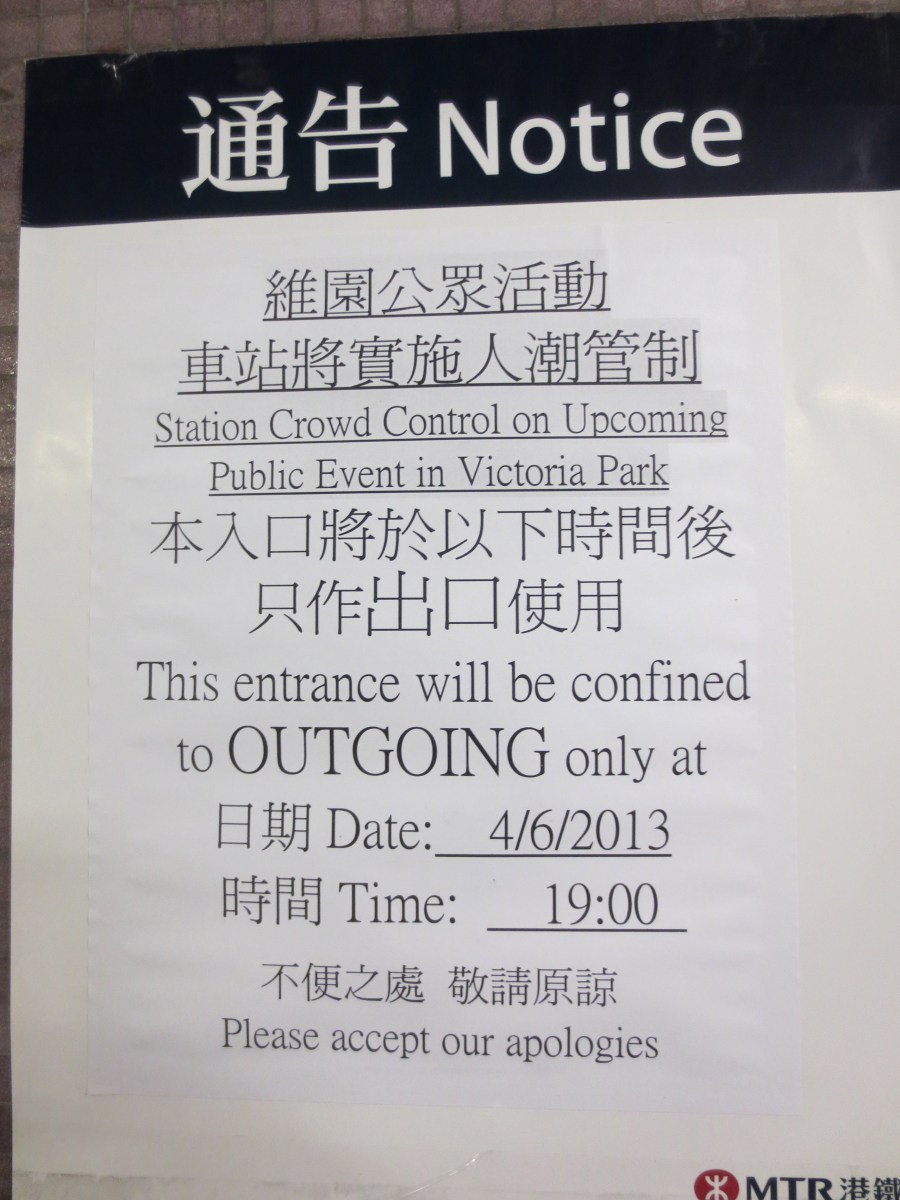 通告 Notice
維園公眾活動
車站將實施人潮管制
Station Crowd Control on Upcoming
Public Event in Victoria Park
本入口將於以下時間後
只作出口使用
This entrance will be confined
to OUTGOING only at
日期 Date: 4/6/2013
時間 Time: 19:00
不便之處 敬請原諒
Please accept our apologies
MTR 港鐵